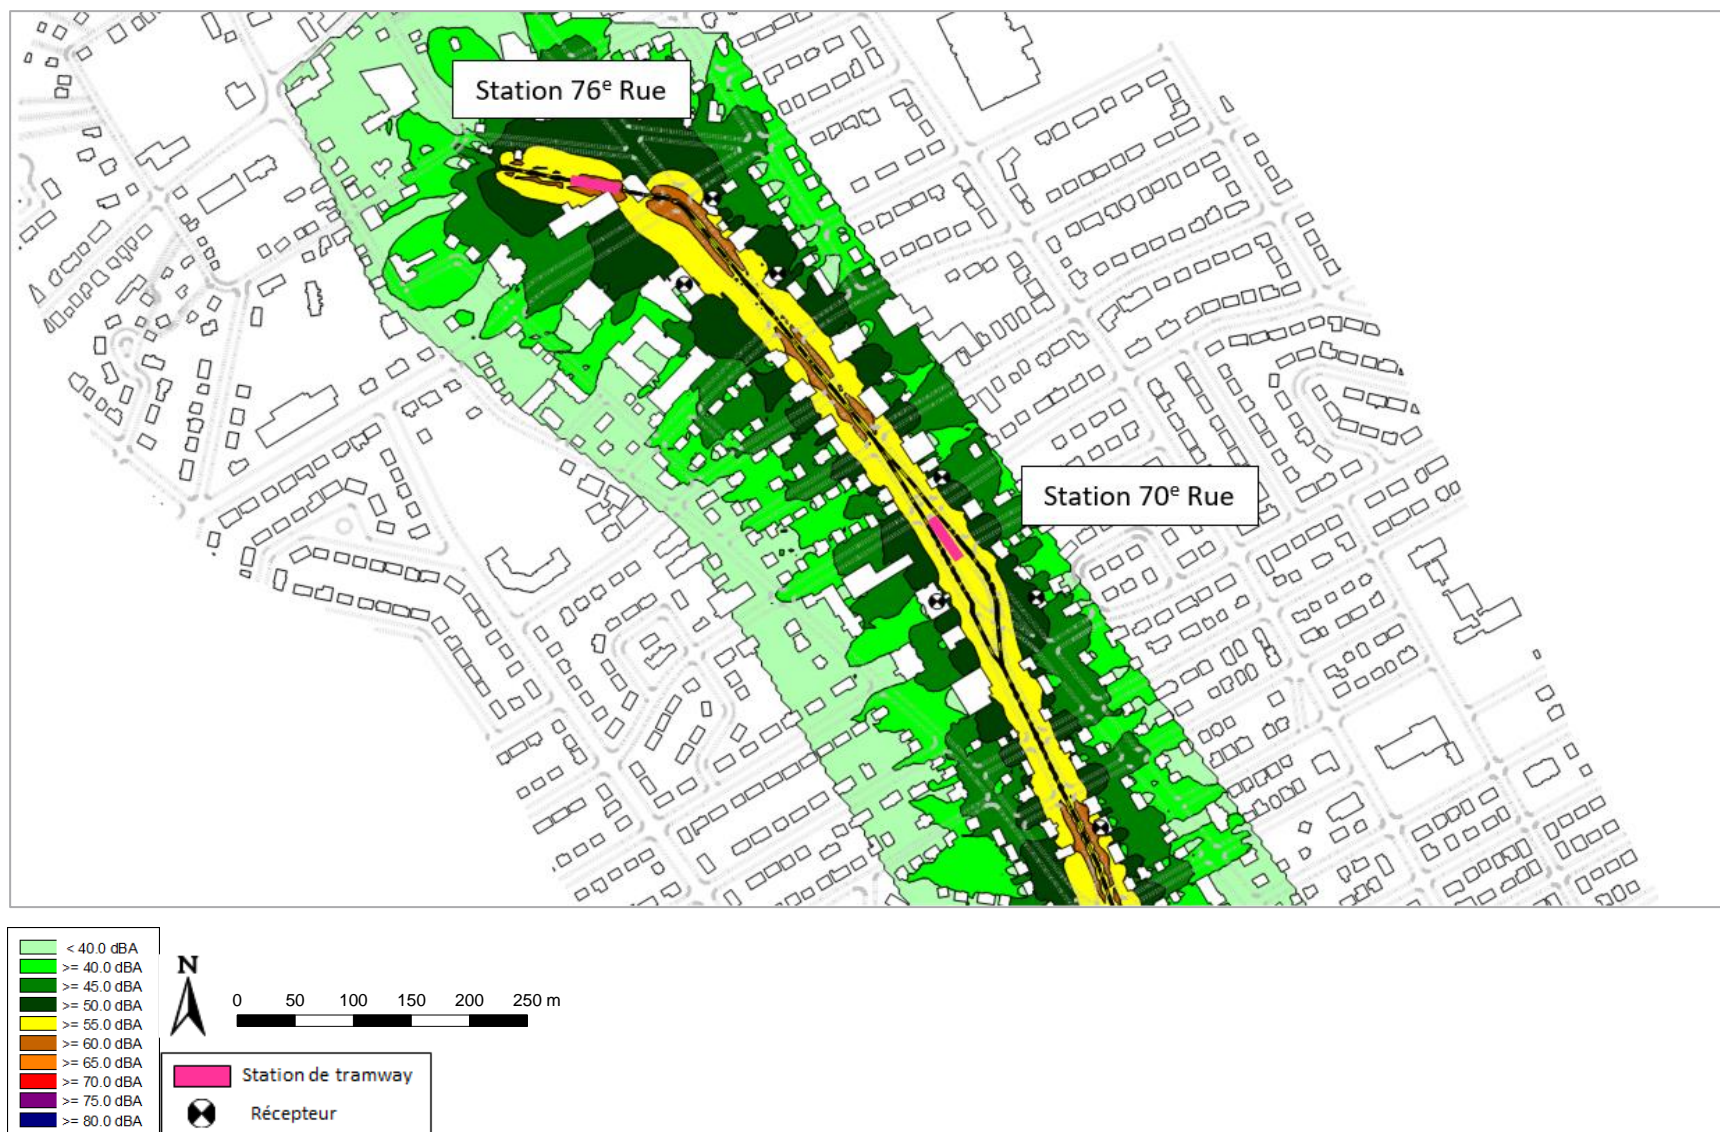 Station 76e Rue
Station 70e Rue
< 40.0 dBA
>= 40.0 dBA
>= 45.0 dBA
>= 50.0 dBA
>= 55.0 dBA
>= 60.0 dBA
>= 65.0 dBA
>= 70.0 dBA
>= 75.0 dBA
>= 80.0 dBA
N
0 50 100 150 200 250 m
Station de tramway
Récepteur